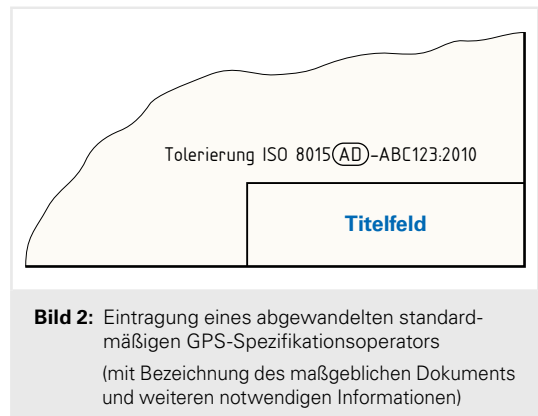 Tolerierung ISO 8015(AD)-ABC123:2010
Titelfeld
Bild 2: Eintragung eines abgewandelten standard-
mäßigen GPS-Spezifikationsoperators
(mit Bezeichnung des maßgeblichen Dokuments
und weiteren notwendigen Informationen)